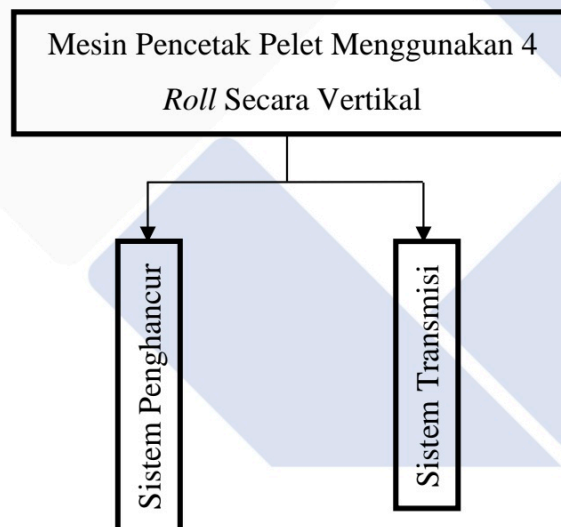 Mesin Pencetak Pelet Menggunakan 4
Roll Secara Vertikal
Sistem Penghancur
Sistem Transmisi